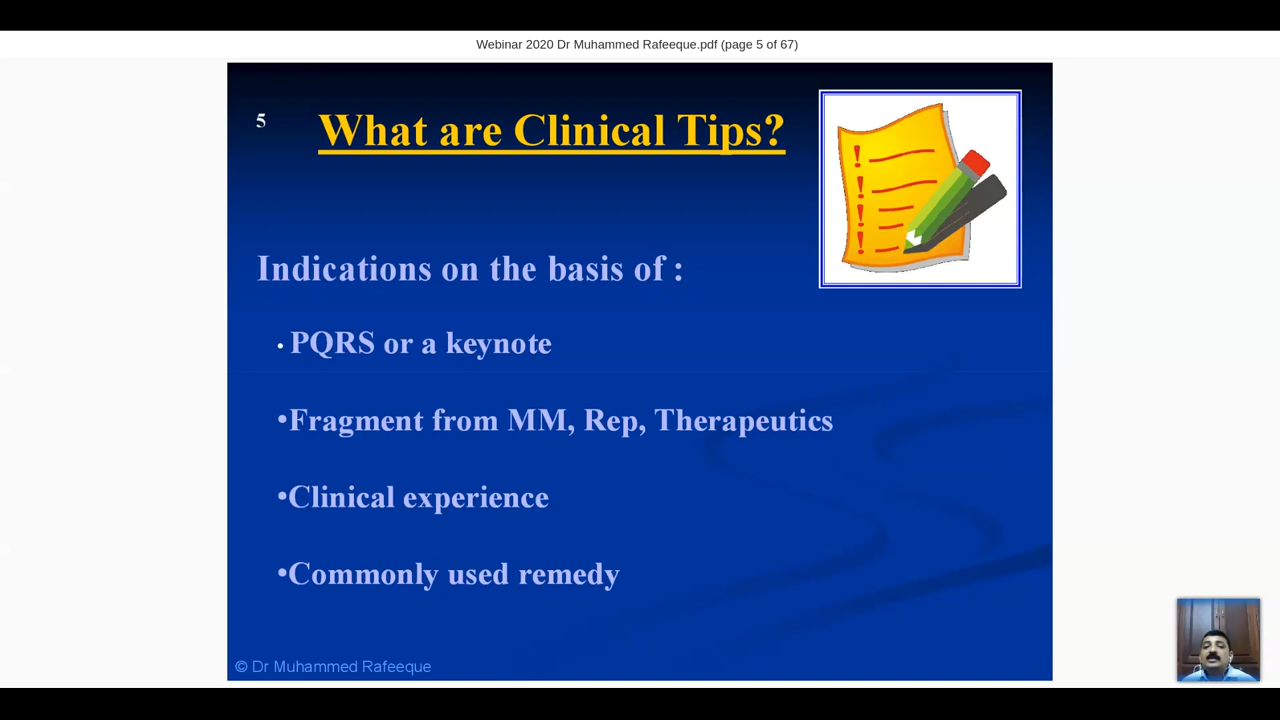 Webinar 2020 Dr Muhammed Rafeeque.pdf (page 5 of 67)
5
What are Clinical Tips?
Indications on the basis of :
• PQRS or a keynote
•Fragment from MM, Rep, Therapeutics
•Clinical experience
•Commonly used remedy
© Dr Muhammed Rafeeque